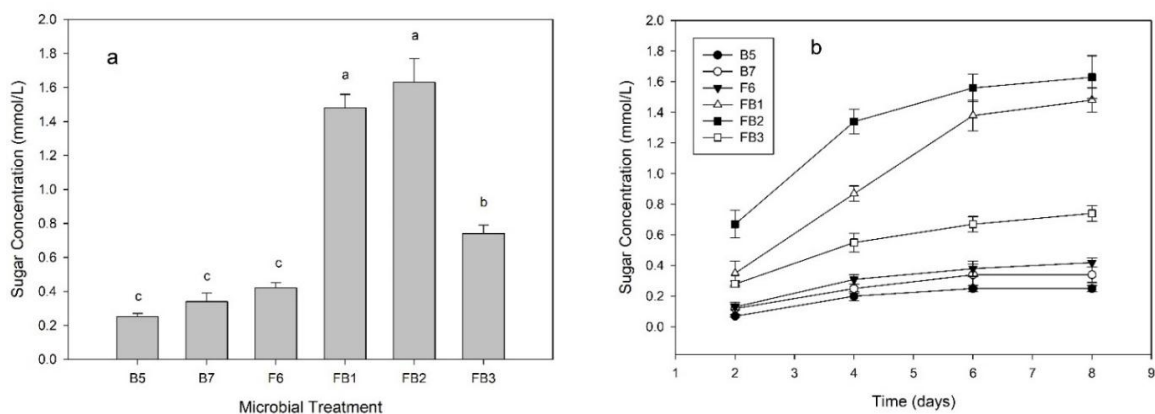 a
2.0
1.8
1.6
1.4
1.2
1.0
0.8
0.6
0.4
0.2
0.0
Sugar Concentration (mmol/L)
c
c
c
a
a
b
B5 B7 F6 FB1 FB2 FB3
Microbial Treatment
b
2.0
1.8
1.6
1.4
1.2
1.0
0.8
0.6
0.4
0.2
0.0
Sugar Concentration (mmol/L)
B5
B7
F6
FB1
FB2
FB3
1 2 3 4 5 6 7 8 9
Time (days)